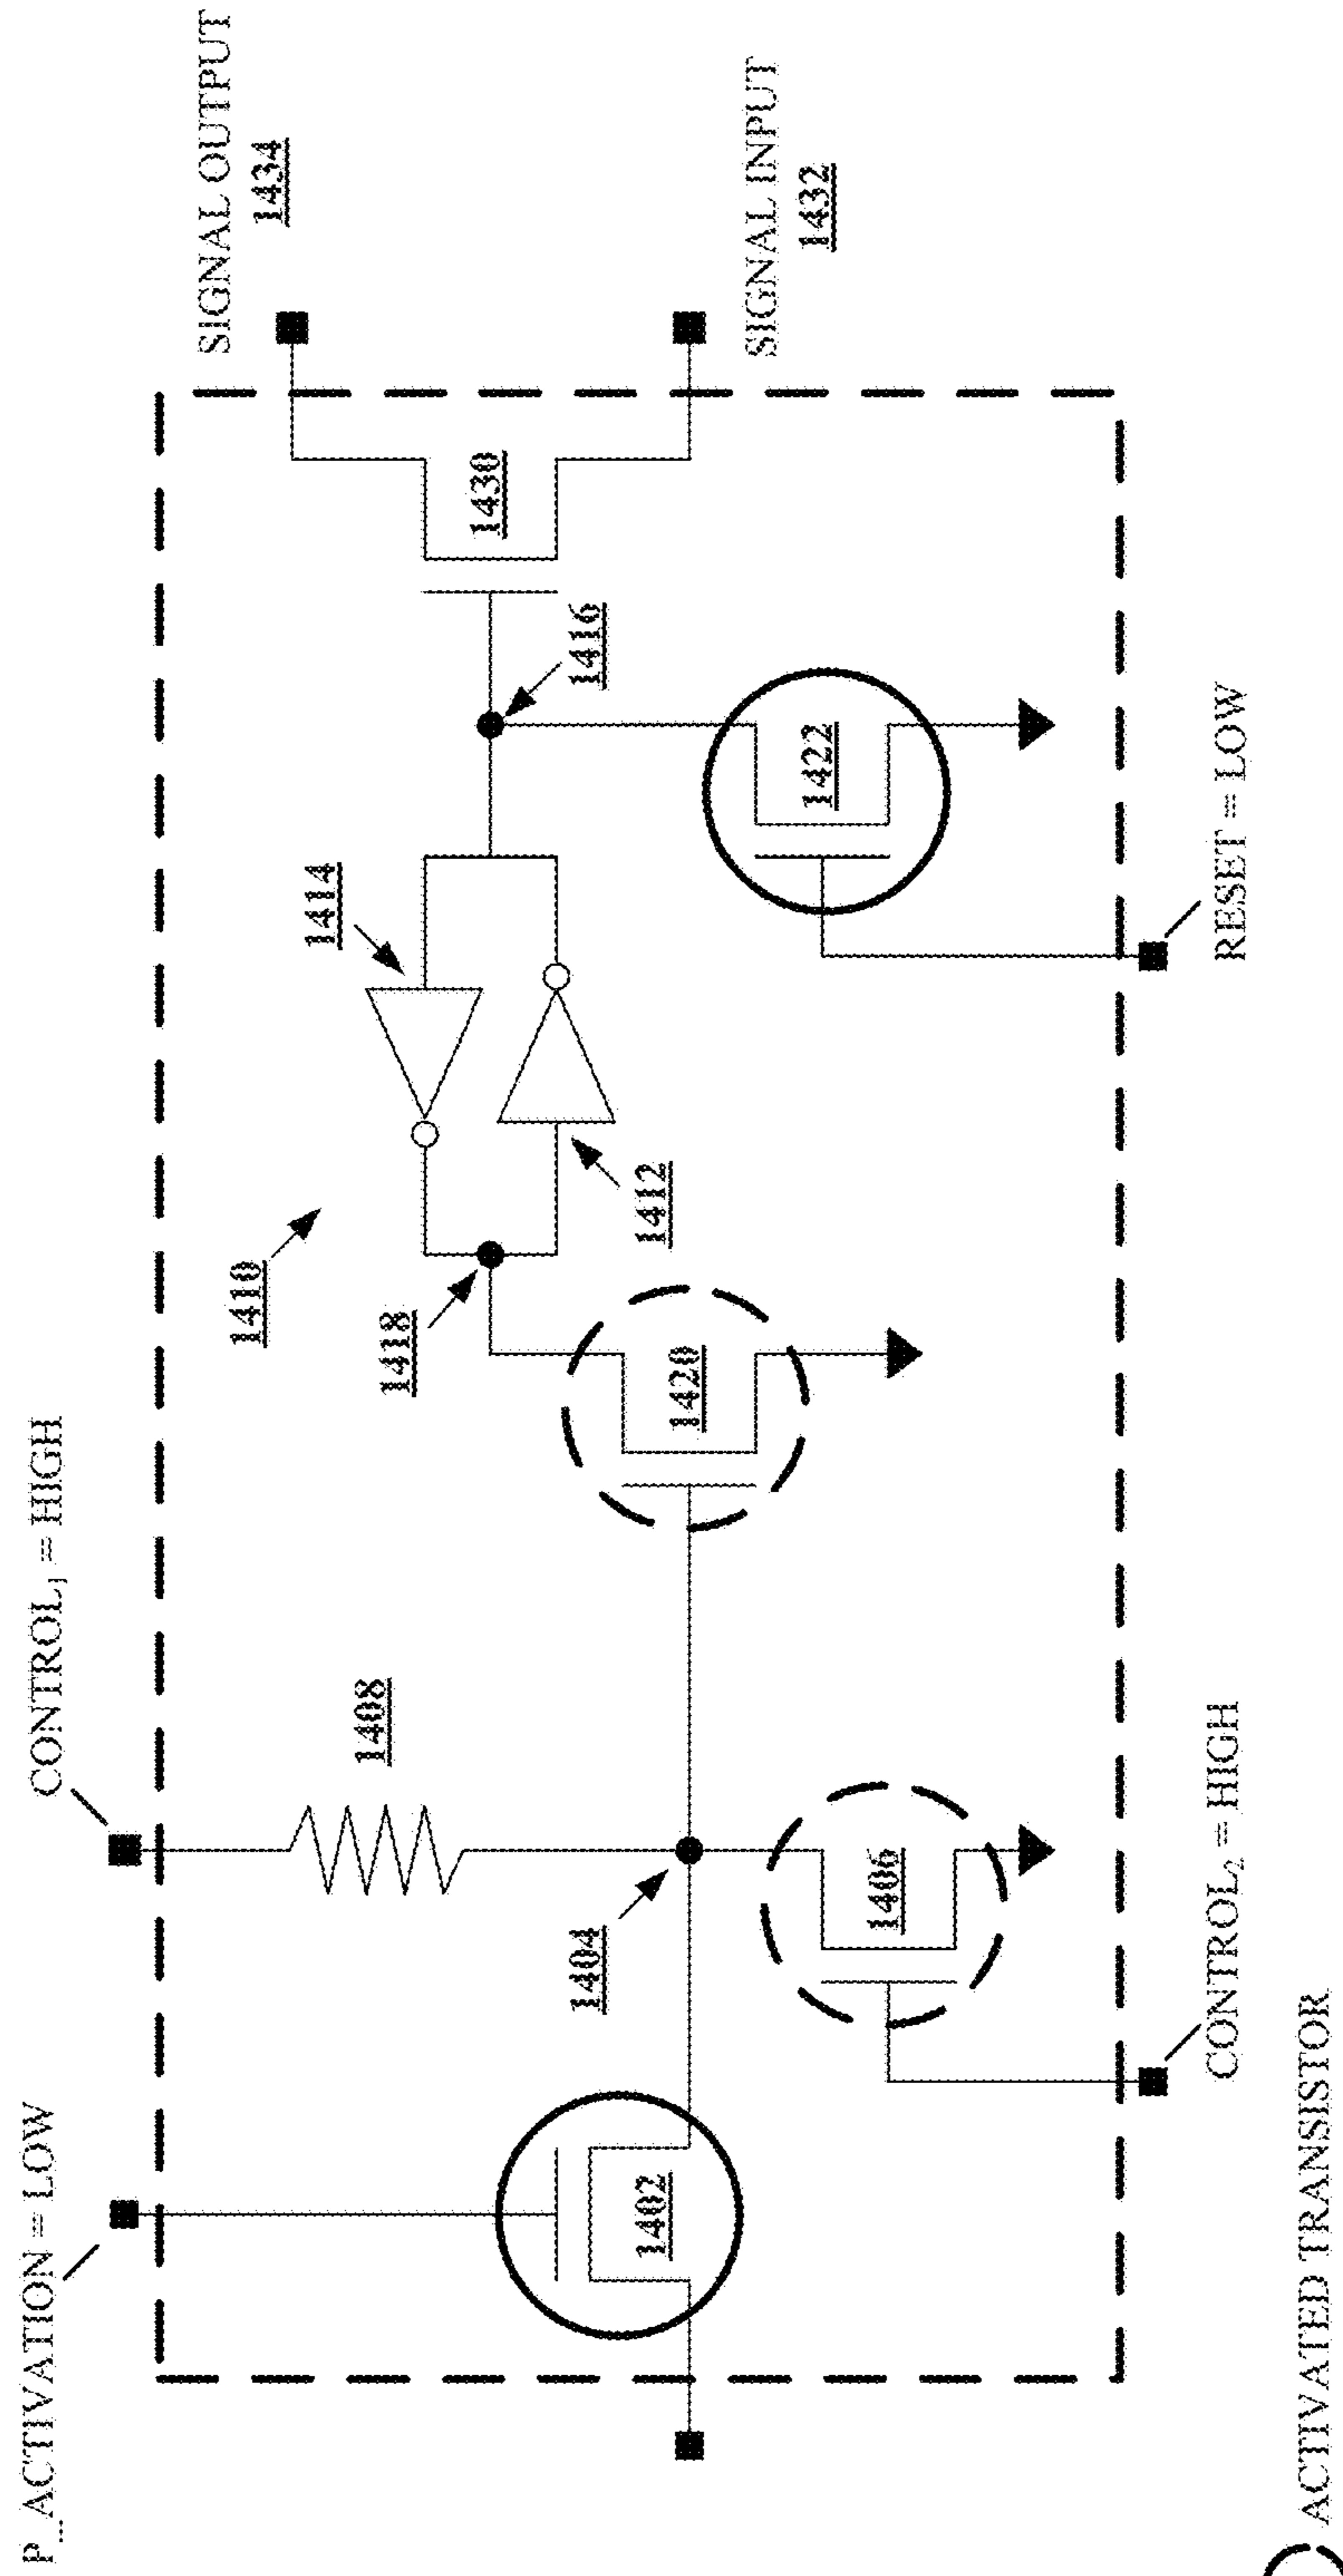 P_ACTIVATION = LOW
CONTROL₁ = HIGH
SIGNAL OUTPUT
1434
SIGNAL INPUT
1432
1402
1404
1406
1408
1410
1418
1420
1412
1414
1416
1422
1430
CONTROL₂ = HIGH
RESET = LOW
ACTIVATED TRANSISTOR